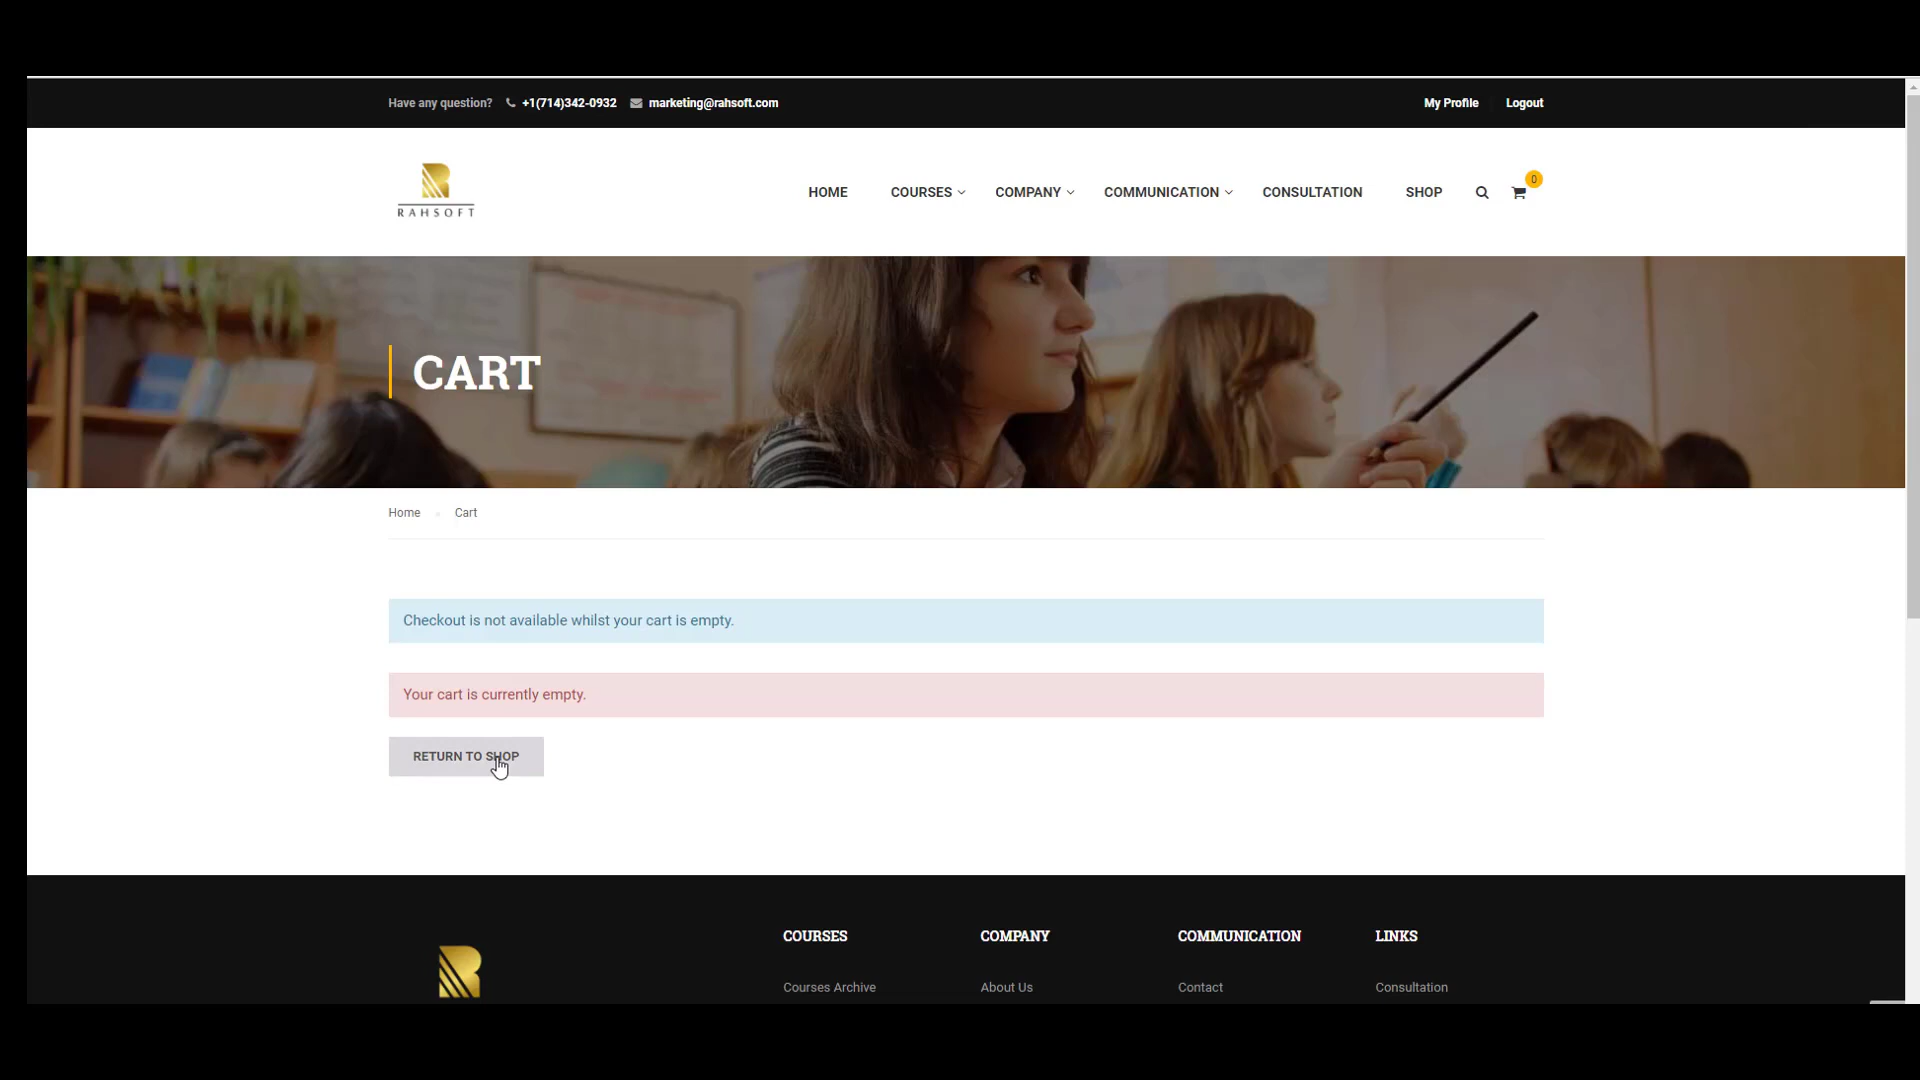 Have any question? +1(714)342-0932 marketing@rahsoft.com My Profile Logout
RAHSOFT
HOME COURSES COMPANY COMMUNICATION CONSULTATION SHOP 0
CART
Home Cart
Checkout is not available whilst your cart is empty.
Your cart is currently empty.
RETURN TO SHOP
COURSES COMPANY COMMUNICATION LINKS
Courses Archive About Us Contact Consultation